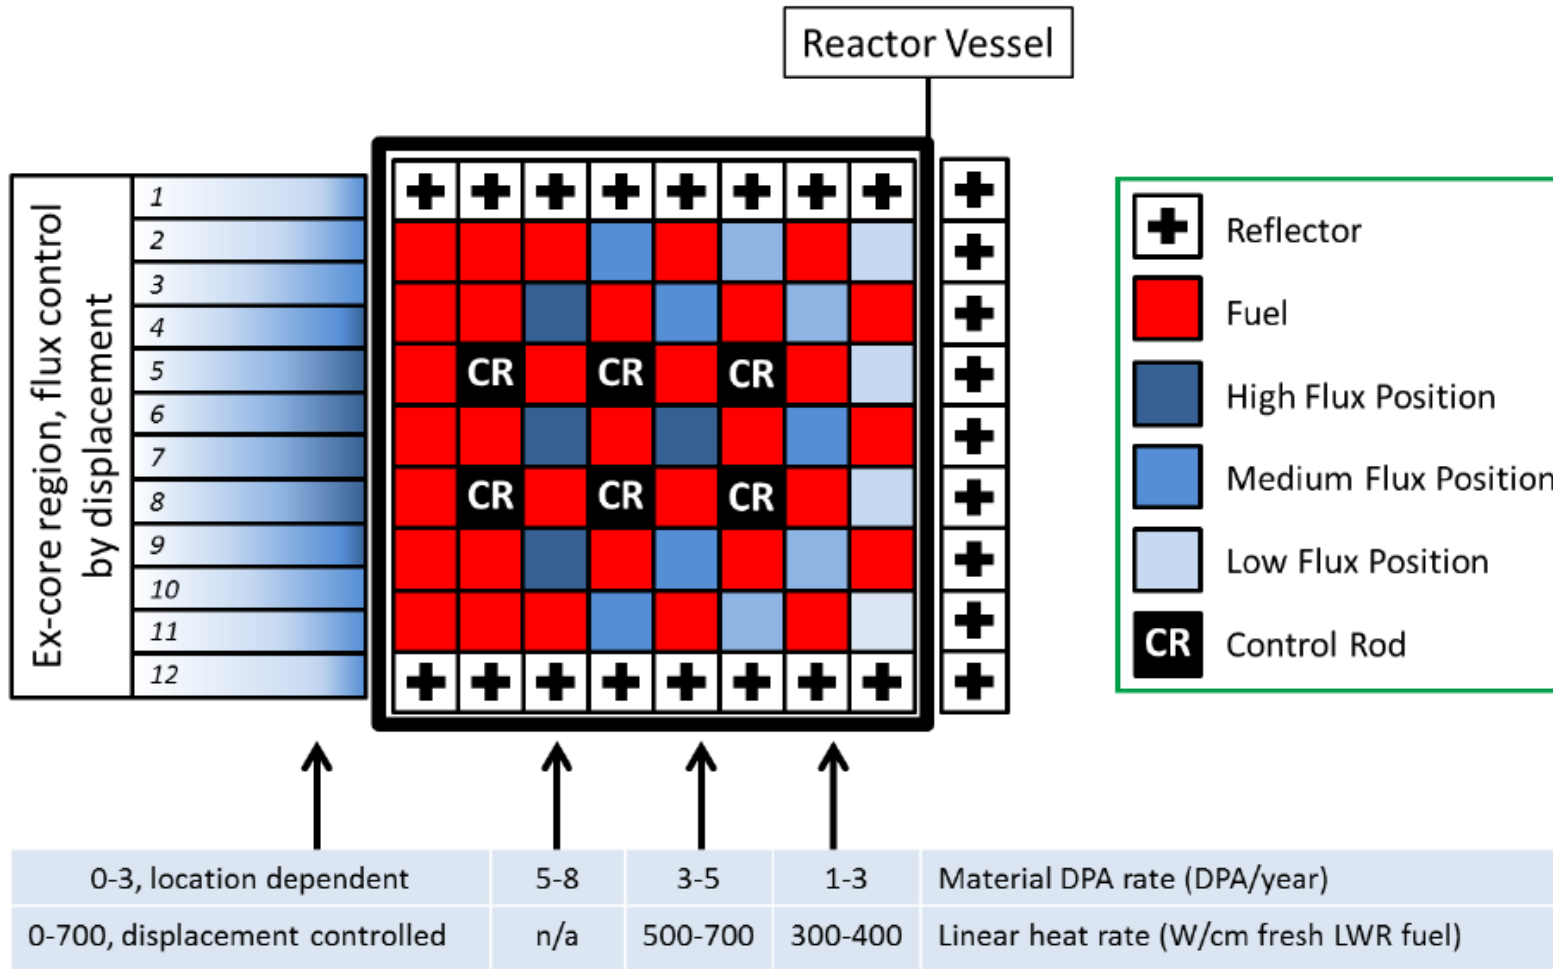 Reactor Vessel
Ex-core region, flux control
by displacement
1
2
3
4
5
6
7
8
9
10
11
12
CR CR CR
CR CR CR
Reflector
Fuel
High Flux Position
Medium Flux Position
Low Flux Position
CR Control Rod
0-3, location dependent 5-8 3-5 1-3 Material DPA rate (DPA/year)
0-700, displacement controlled n/a 500-700 300-400 Linear heat rate (W/cm fresh LWR fuel)